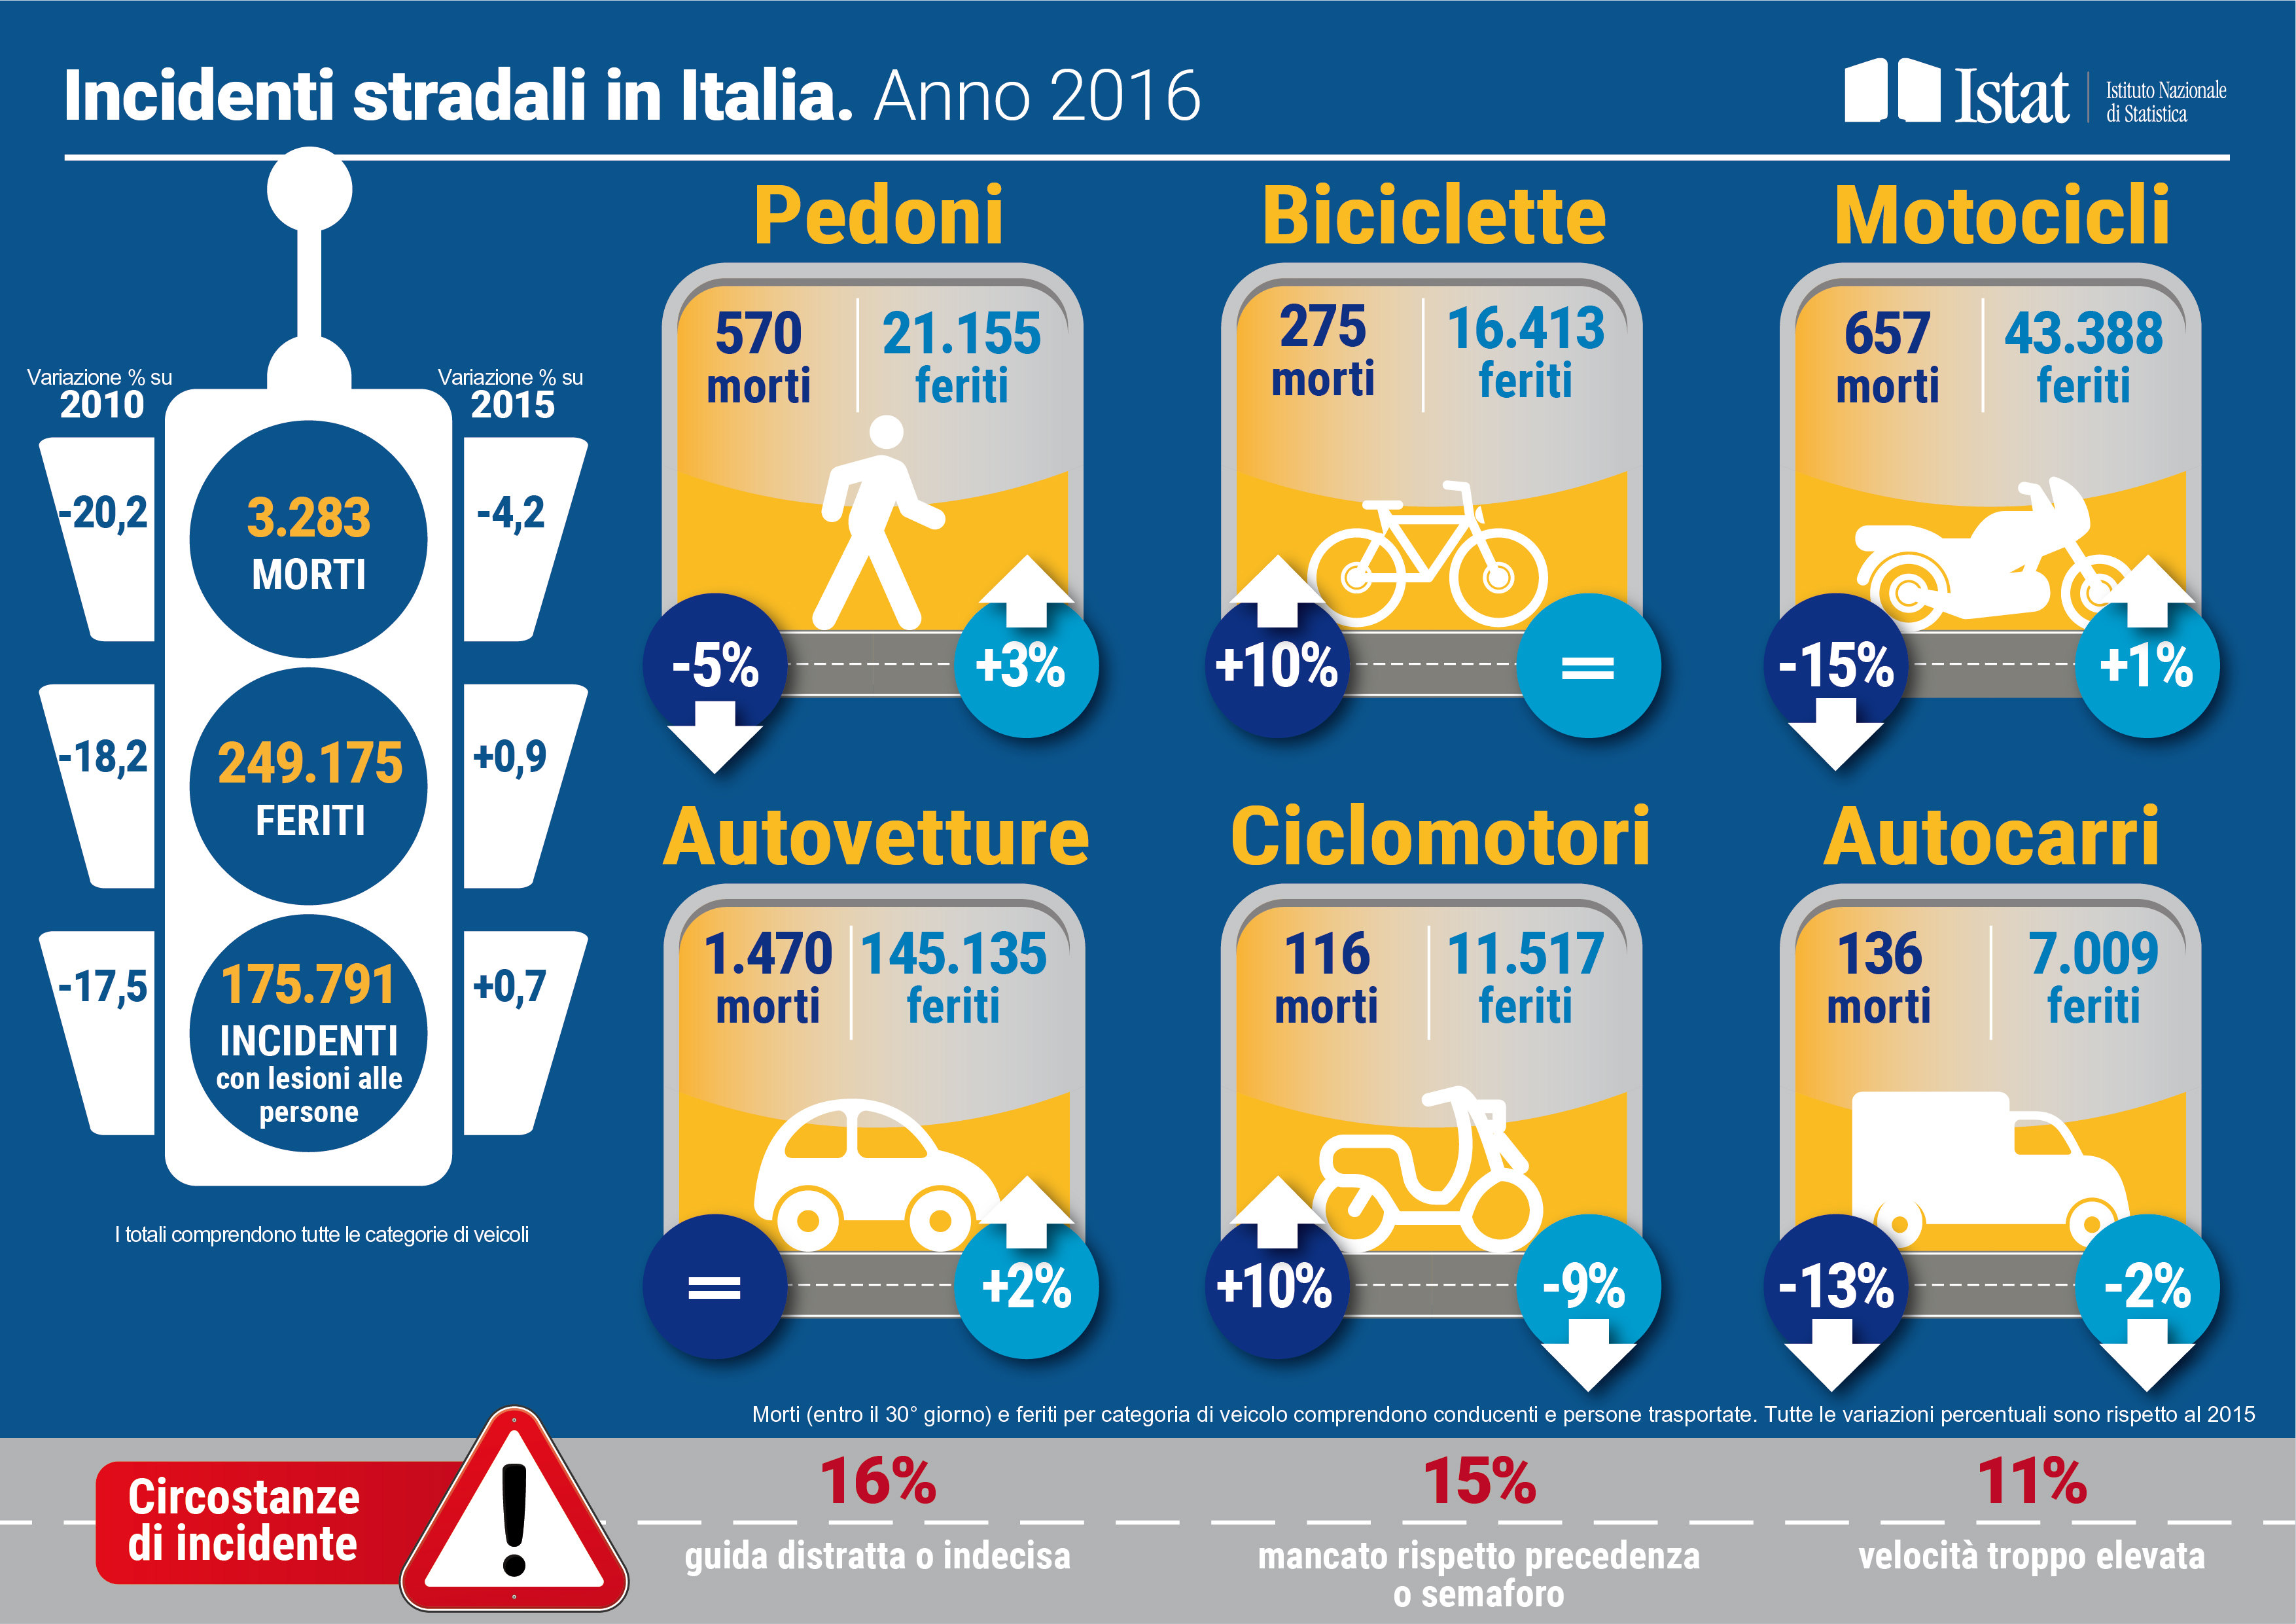 Incidenti stradali in Italia. Anno 2016
Istat
Istituto Nazionale
di Statistica
Variazione % su
2010
Variazione % su
2015
-20,2
3.283
MORTI
-4,2
-18,2
249.175
FERITI
+0,9
-17,5
175.791
INCIDENTI
con lesioni alle
persone
+0,7
I totali comprendono tutte le categorie di veicoli
Pedoni
570
morti
21.155
feriti
-5%
+3%
Biciclette
275
morti
16.413
feriti
+10%
=
Motocicli
657
morti
43.388
feriti
-15%
+1%
Autovetture
1.470
morti
145.135
feriti
=
+2%
Ciclomotori
116
morti
11.517
feriti
+10%
-9%
Autocarri
136
morti
7.009
feriti
-13%
-2%
Morti (entro il 30° giorno) e feriti per categoria di veicolo comprendono conducenti e persone trasportate. Tutte le variazioni percentuali sono rispetto al 2015
Circostanze
di incidente
!
16%
guida distratta o indecisa
15%
mancato rispetto precedenza
o semaforo
11%
velocità troppo elevata